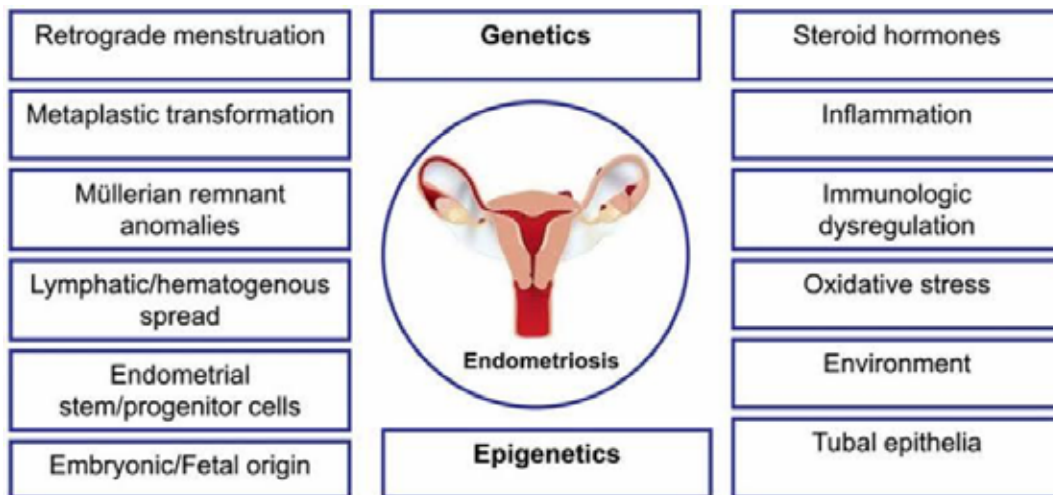 Retrograde menstruation
Metaplastic transformation
Müllerian remnant
anomalies
Lymphatic/hematogenous
spread
Endometrial
stem/progenitor cells
Embryonic/Fetal origin
Genetics
Endometriosis
Epigenetics
Steroid hormones
Inflammation
Immunologic
dysregulation
Oxidative stress
Environment
Tubal epithelia